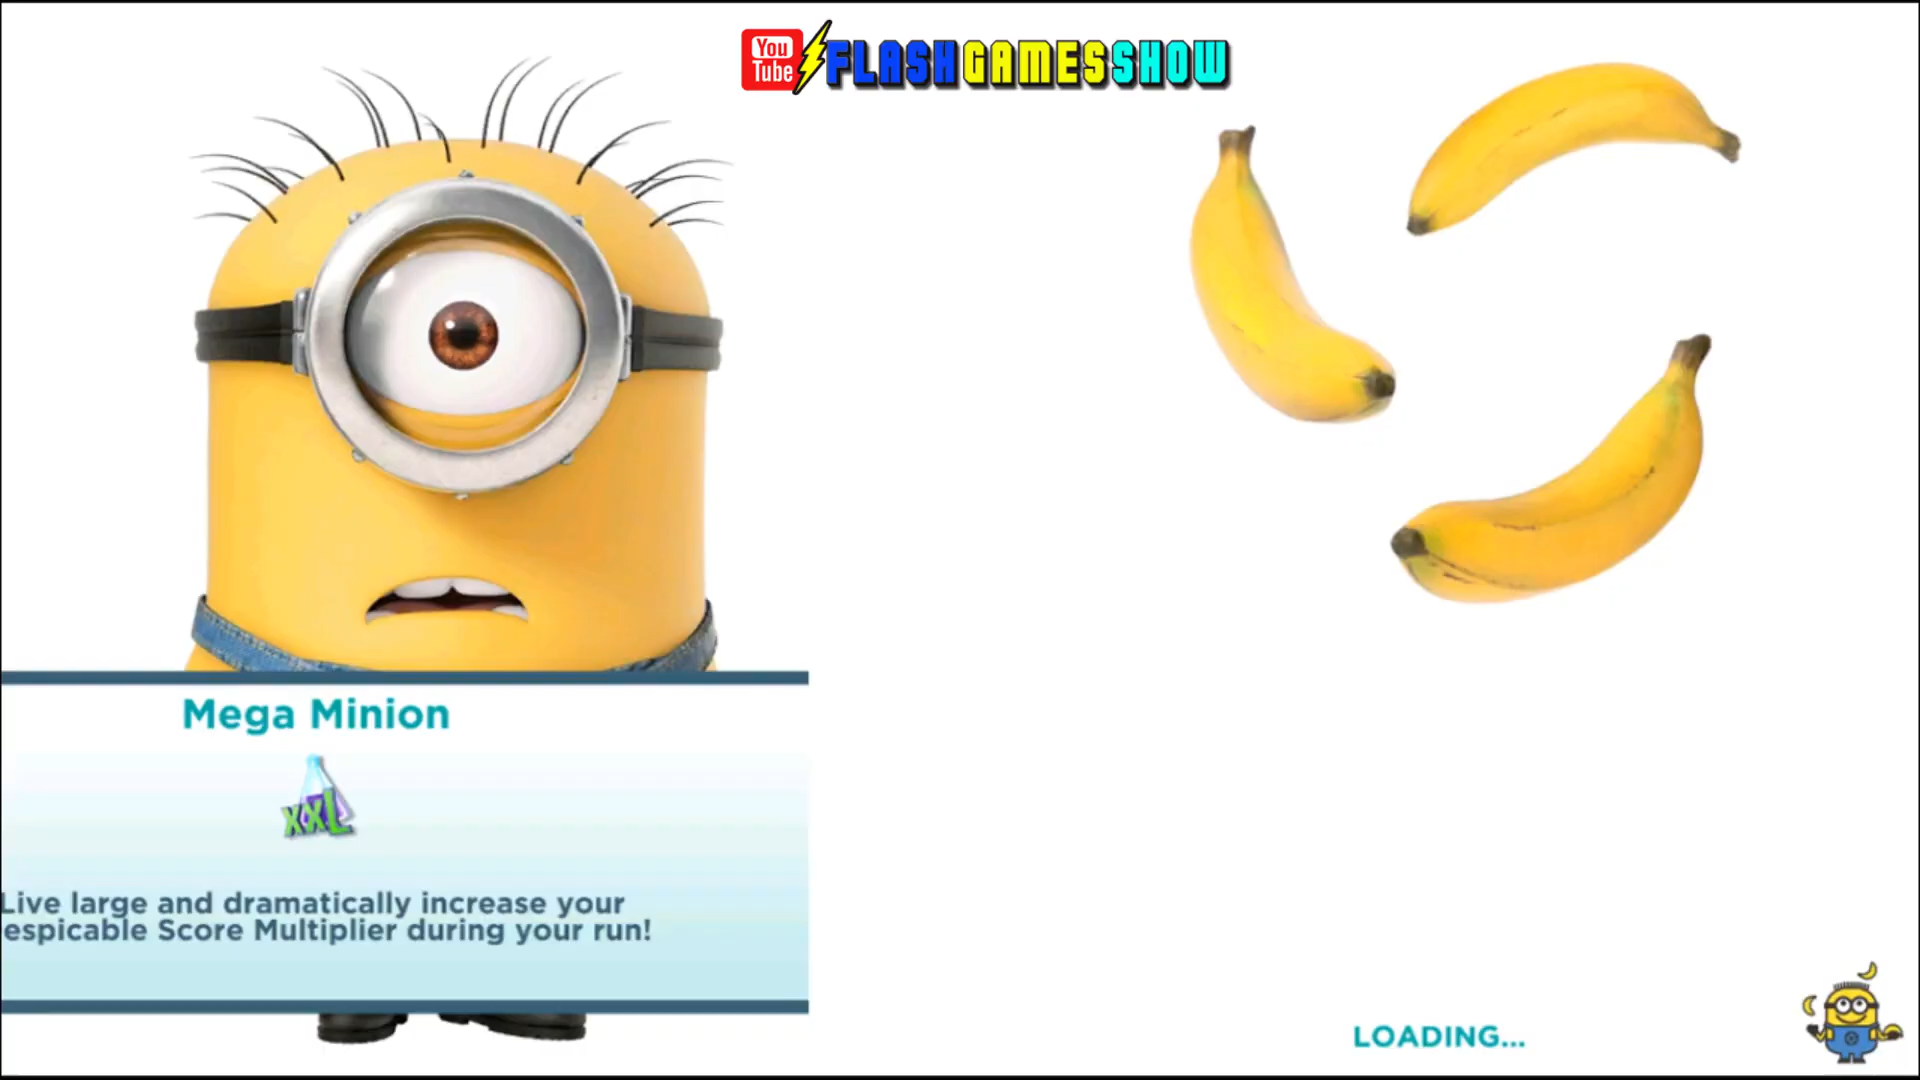 You
Tube
FLASHGAMESSHOW
Mega Minion
XXL
Live large and dramatically increase your
espicable Score Multiplier during your run!
LOADING...